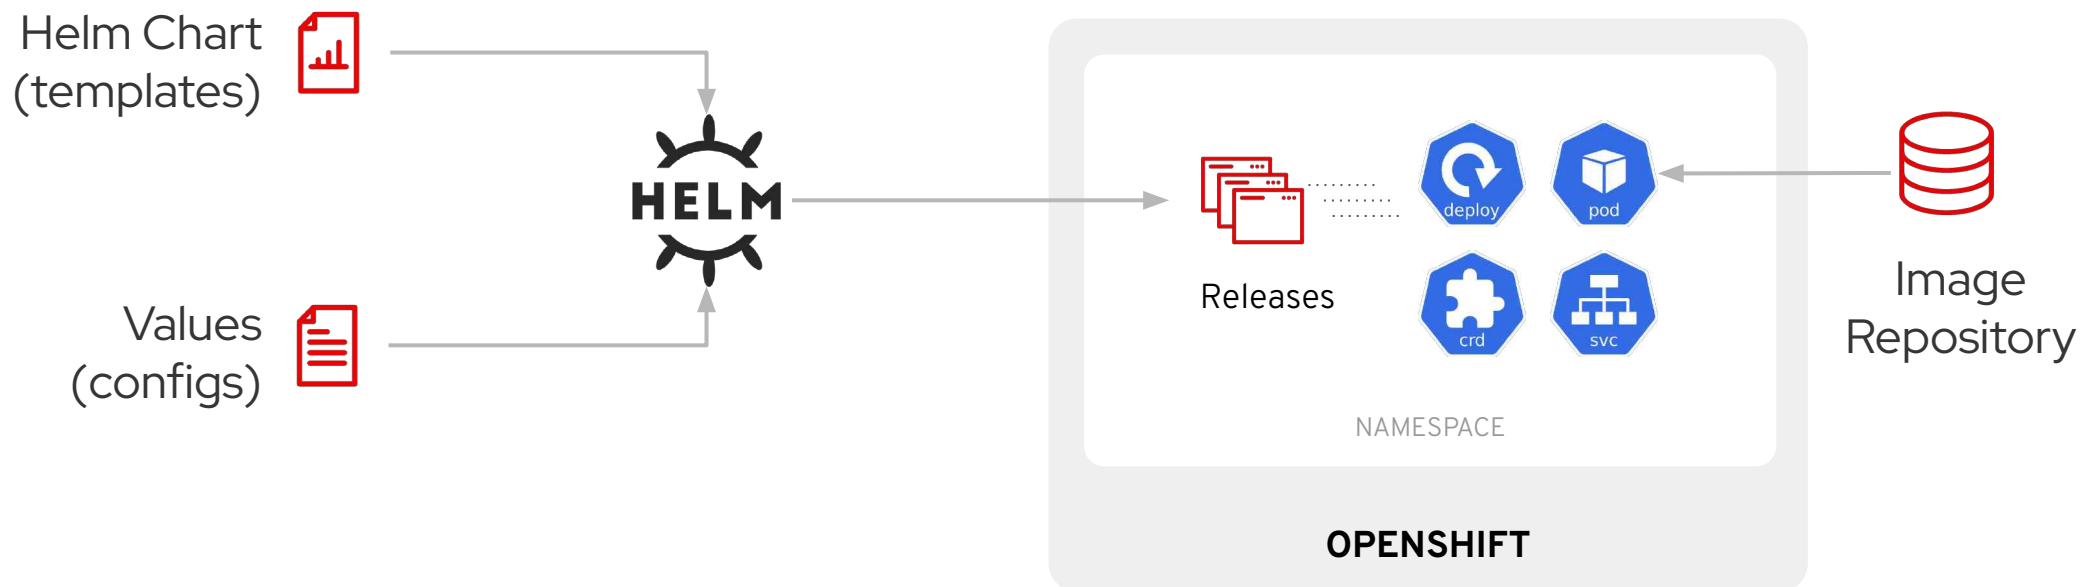 Helm Chart
(templates)
Values
(configs)
HELM
Releases
deploy
pod
crd
svc
NAMESPACE
OPENSHIFT
Image
Repository